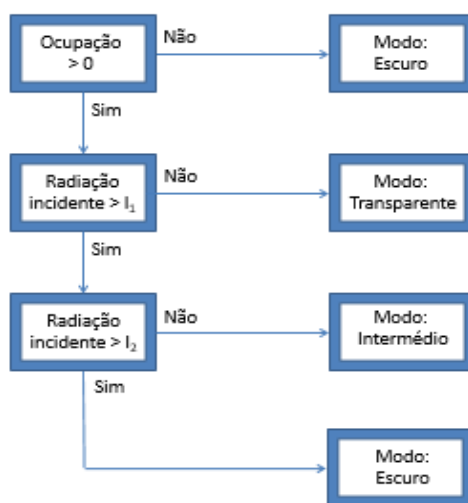 Ocupação
> 0
Não
Modo:
Escuro
Sim
Radiação
incidente > I₁
Não
Modo:
Transparente
Sim
Radiação
incidente > I₂
Não
Modo:
Intermédio
Sim
Modo:
Escuro